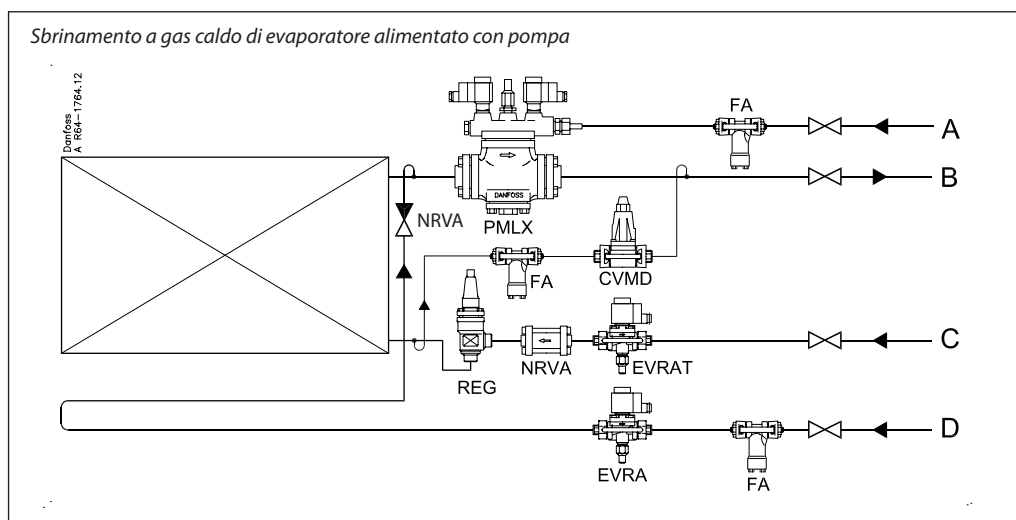 Sbrinamento a gas caldo di evaporatore alimentato con pompa
Danfoss
A R64-1764.12
FA
A
B
DANFOSS
PMLX
NRVA
FA
CVMD
C
REG
NRVA
EVRAT
D
EVRA
FA